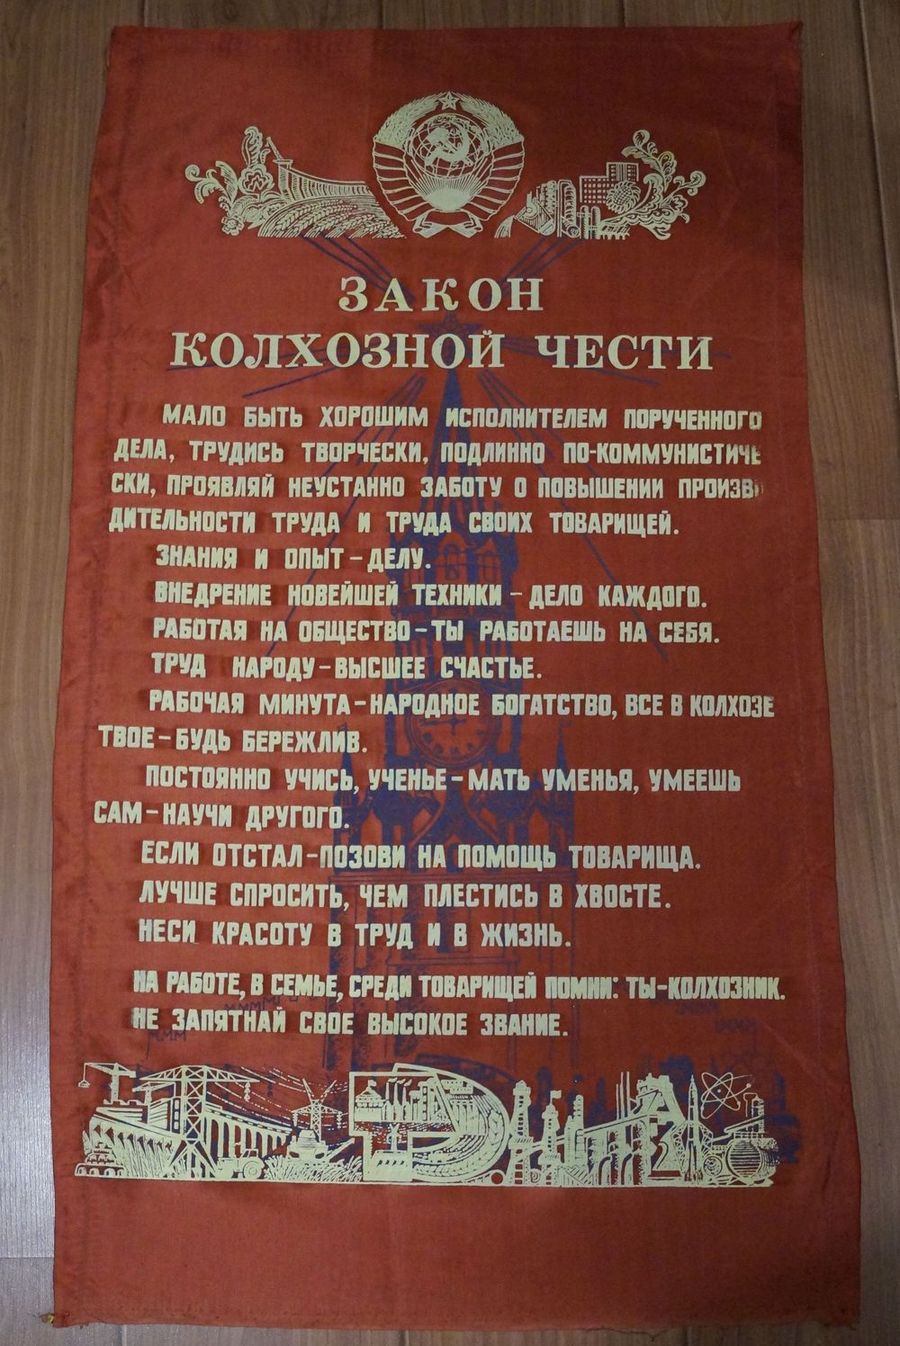 ЗАКОН
КОЛХОЗНОЙ ЧЕСТИ
МАЛО БЫТЬ ХОРОШИМ ИСПОЛНИТЕЛЕМ ПОРУЧЕННОГО
ДЕЛА, ТРУДИСЬ ТВОРЧЕСКИ, ПОДЛИННО ПО-КОММУНИСТИЧЕ
СКИ, ПРОЯВЛЯЙ НЕУСТАННО ЗАБОТУ О ПОВЫШЕНИИ ПРОИЗВО
ДИТЕЛЬНОСТИ ТРУДА И ТРУДА СВОИХ ТОВАРИЩЕЙ.
ЗНАНИЯ И ОПЫТ – ДЕЛУ.
ВНЕДРЕНИЕ НОВЕЙШЕЙ ТЕХНИКИ – ДЕЛО КАЖДОГО.
РАБОТАЯ НА ОБЩЕСТВО – ТЫ РАБОТАЕШЬ НА СЕБЯ.
ТРУД НАРОДУ – ВЫСШЕЕ СЧАСТЬЕ.
РАБОЧАЯ МИНУТА – НАРОДНОЕ БОГАТСТВО, ВСЕ В КОЛХОЗЕ
ТВОЕ – БУДЬ БЕРЕЖЛИВ.
ПОСТОЯННО УЧИСЬ, УЧЕНЬЕ – МАТЬ УМЕНЬЯ, УМЕЕШЬ
САМ – НАУЧИ ДРУГОГО.
ЕСЛИ ОТСТАЛ – ПОЗОВИ НА ПОМОЩЬ ТОВАРИЩА.
ЛУЧШЕ СПРОСИТЬ, ЧЕМ ПЛЕСТИСЬ В ХВОСТЕ.
НЕСИ КРАСОТУ В ТРУД И В ЖИЗНЬ.
НА РАБОТЕ, В СЕМЬЕ, СРЕДИ ТОВАРИЩЕЙ ПОМНИ: ТЫ – КОЛХОЗНИК.
НЕ ЗАПЯТНАЙ СВОЕ ВЫСОКОЕ ЗВАНИЕ.